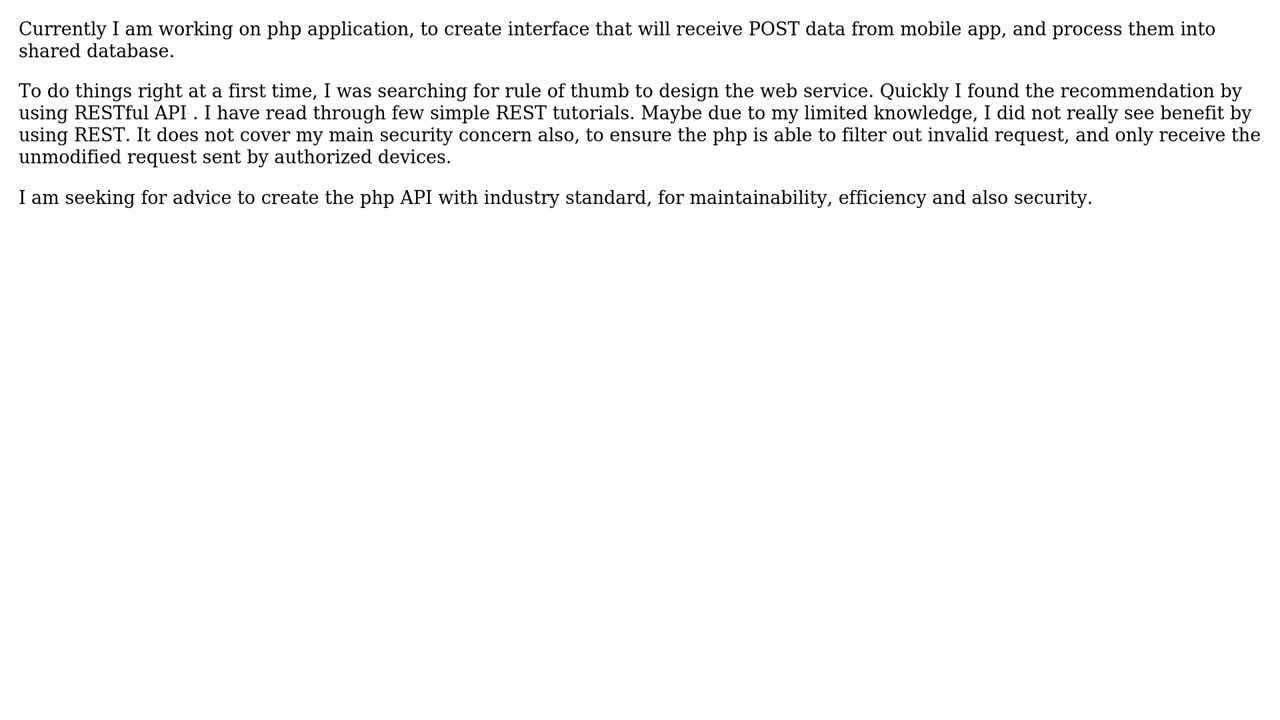 Currently I am working on php application, to create interface that will receive POST data from mobile app, and process them into
shared database.
To do things right at a first time, I was searching for rule of thumb to design the web service. Quickly I found the recommendation by
using RESTful API . I have read through few simple REST tutorials. Maybe due to my limited knowledge, I did not really see benefit by
using REST. It does not cover my main security concern also, to ensure the php is able to filter out invalid request, and only receive the
unmodified request sent by authorized devices.
I am seeking for advice to create the php API with industry standard, for maintainability, efficiency and also security.